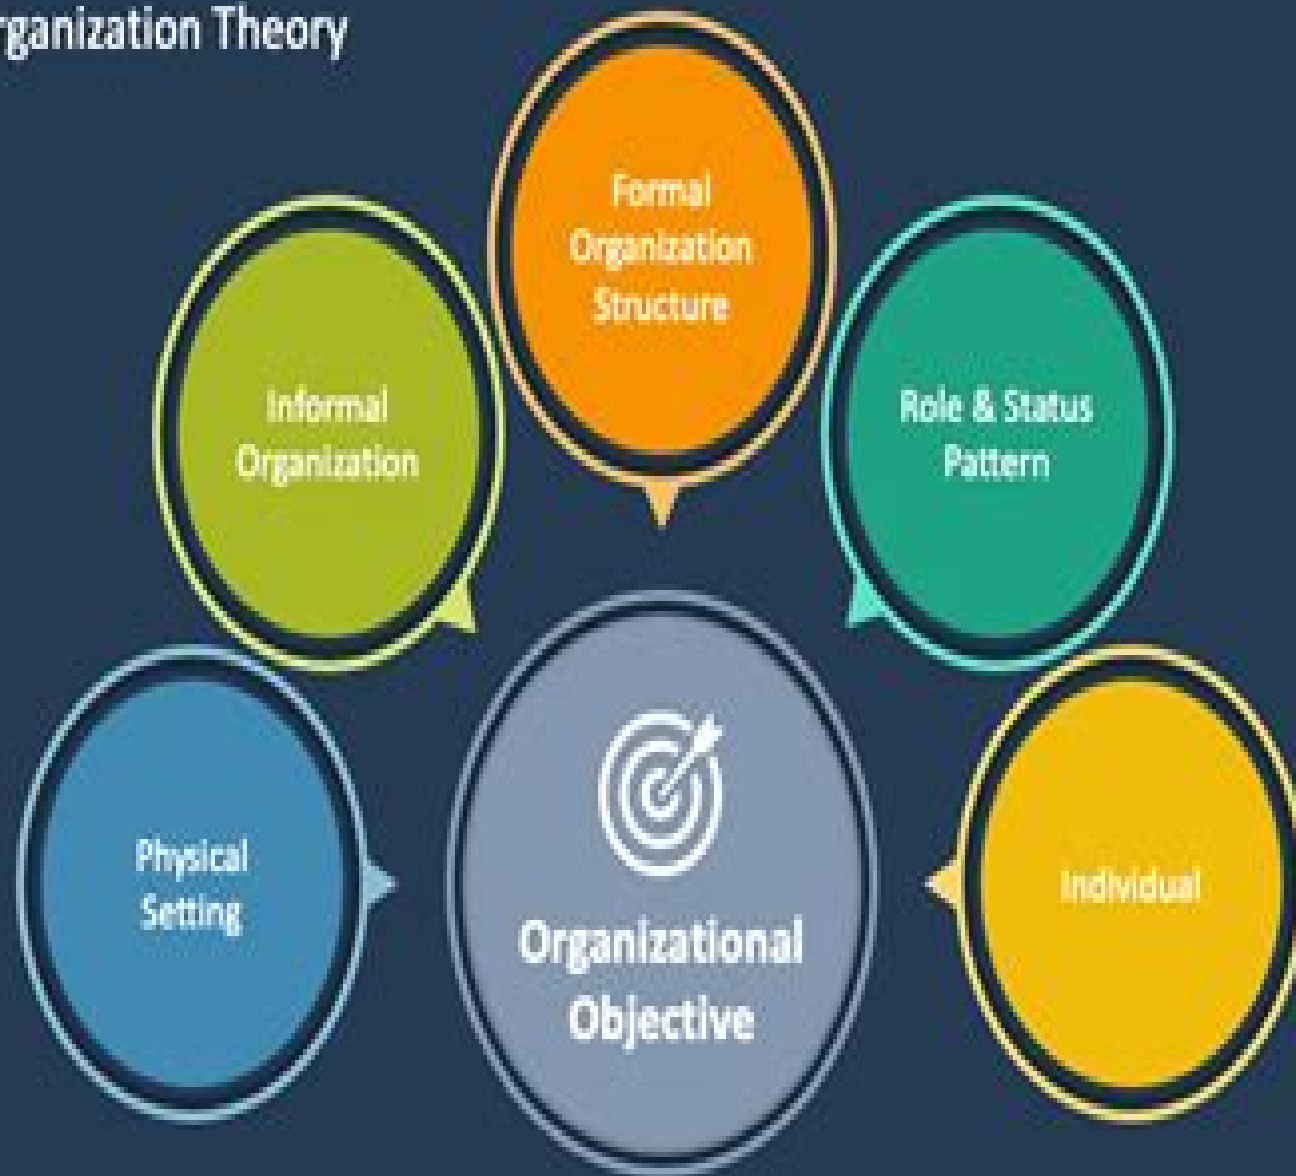 rganization Theory
Formal
Organization
Structure
Informal
Organization
Role & Status
Pattern
Physical
Setting
Individual
Organizational
Objective